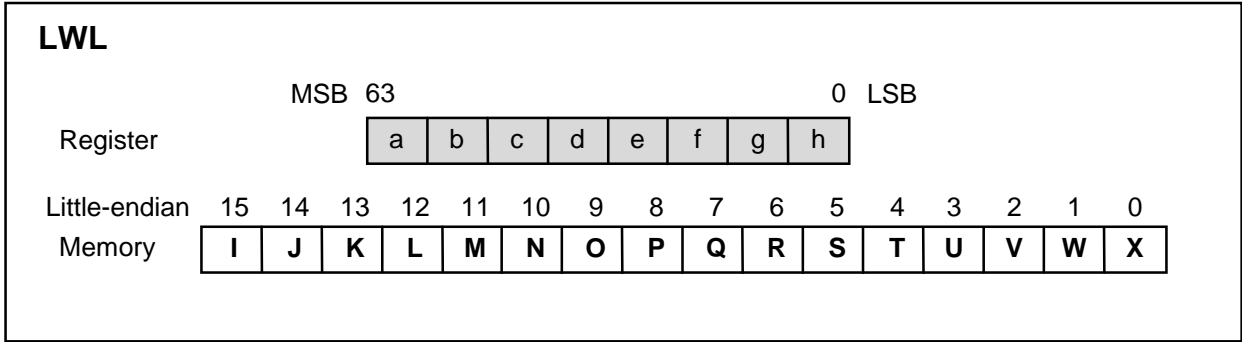 LWL
MSB 63 0 LSB
Register a b c d e f g h
Little-endian 15 14 13 12 11 10 9 8 7 6 5 4 3 2 1 0
Memory I J K L M N O P Q R S T U V W X